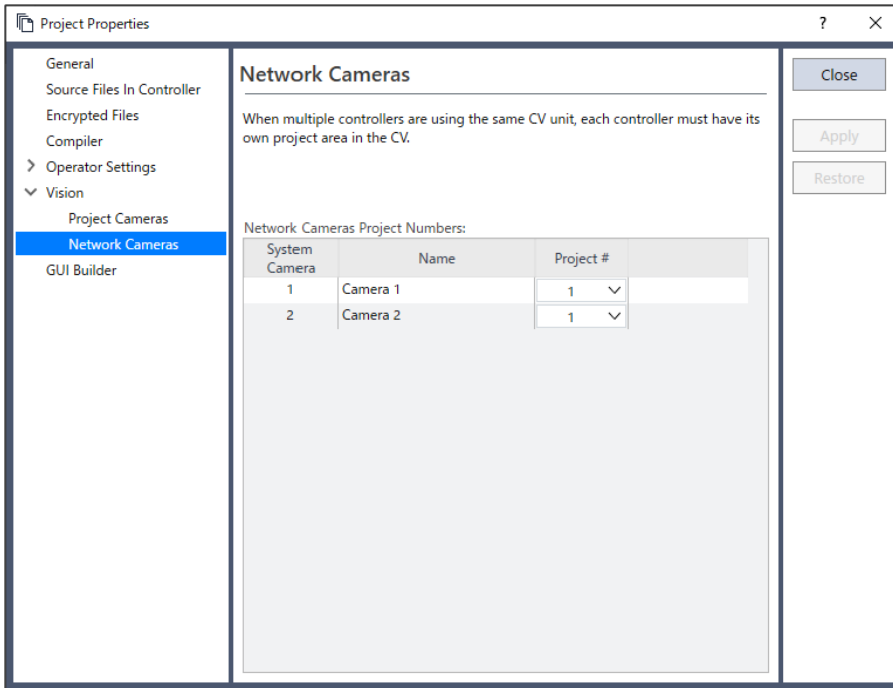 Project Properties
?
General
Source Files In Controller
Encrypted Files
Compiler
Operator Settings
Vision
Project Cameras
Network Cameras
GUI Builder
Network Cameras
When multiple controllers are using the same CV unit, each controller must have its
own project area in the CV.
Network Cameras Project Numbers:
System
Camera
Name
Project #
1
Camera 1
1
2
Camera 2
1
Close
Apply
Restore